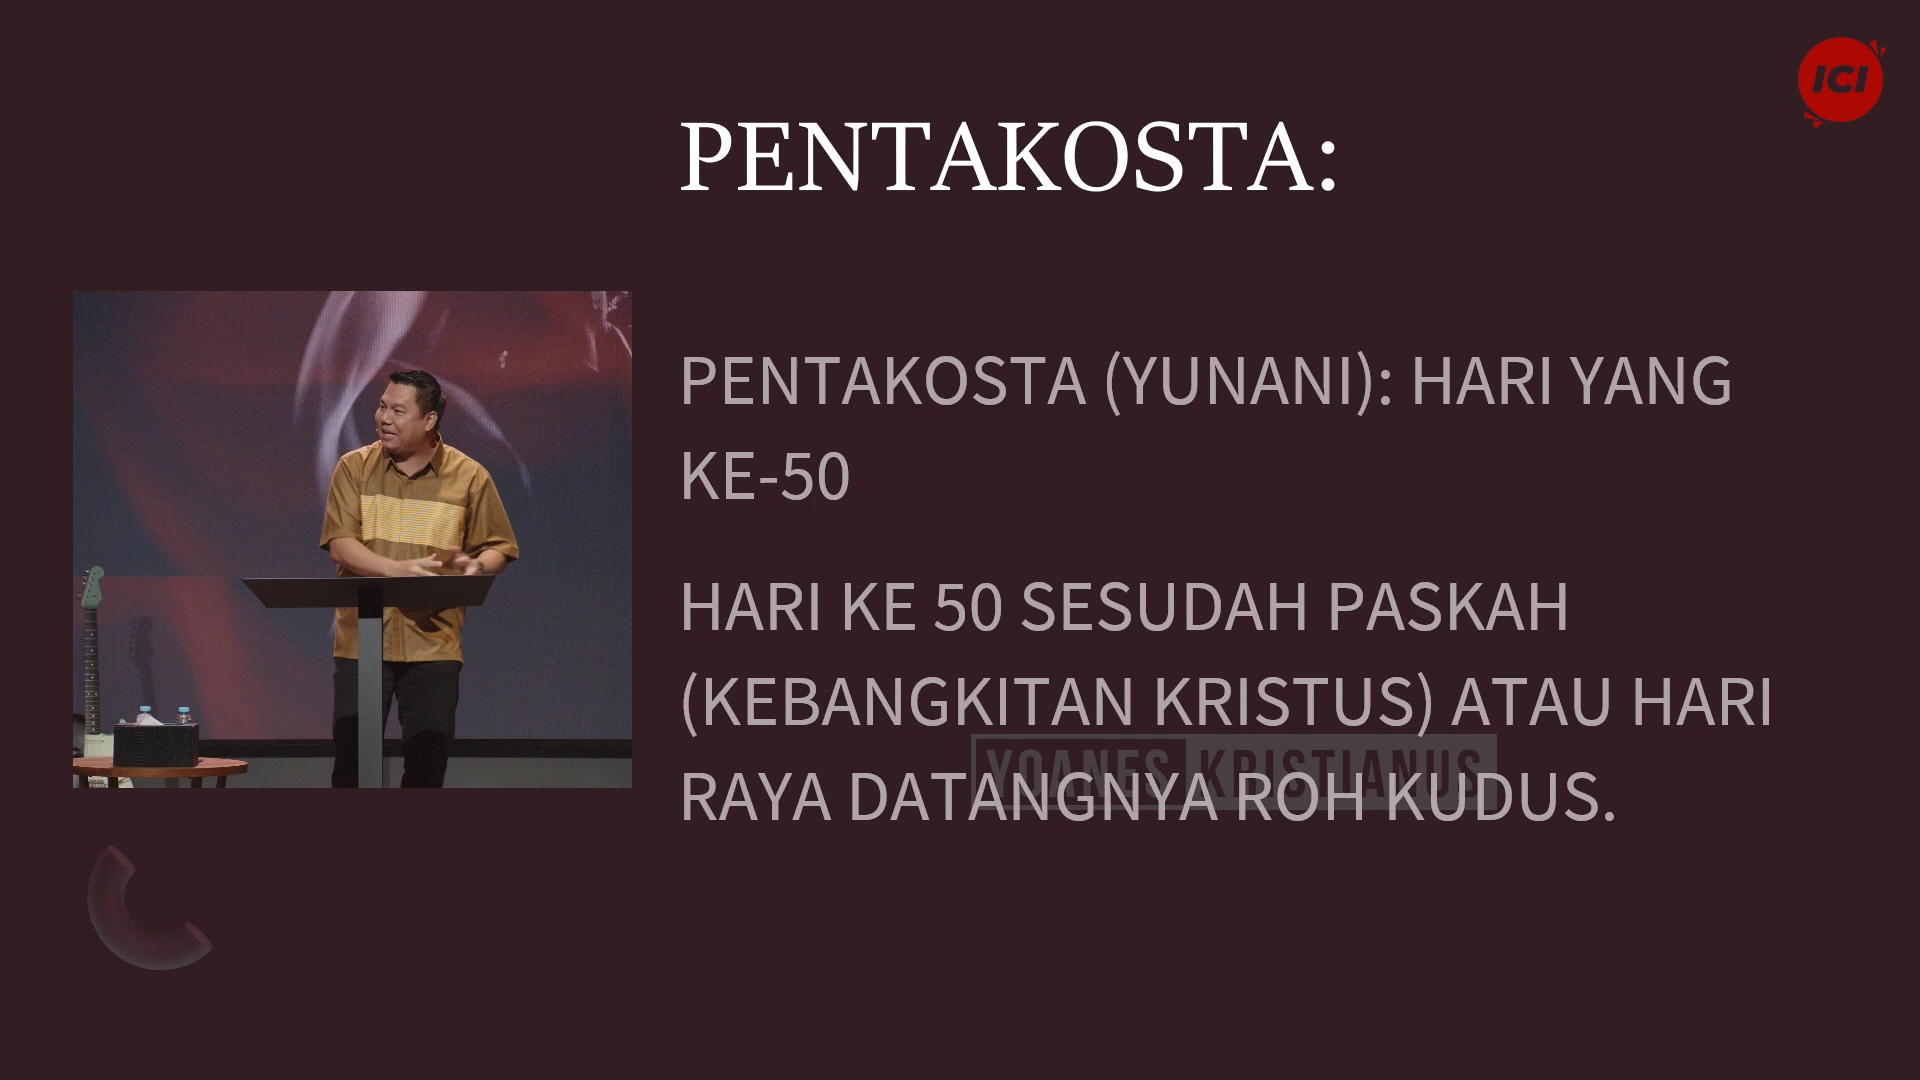 ICI
PENTAKOSTA:
PENTAKOSTA (YUNANI): HARI YANG
KE-50
HARI KE 50 SESUDAH PASKAH
(KEBANGKITAN KRISTUS) ATAU HARI
RAYA DATANGNYA ROH KUDUS.
YOANES KRISTIANUS